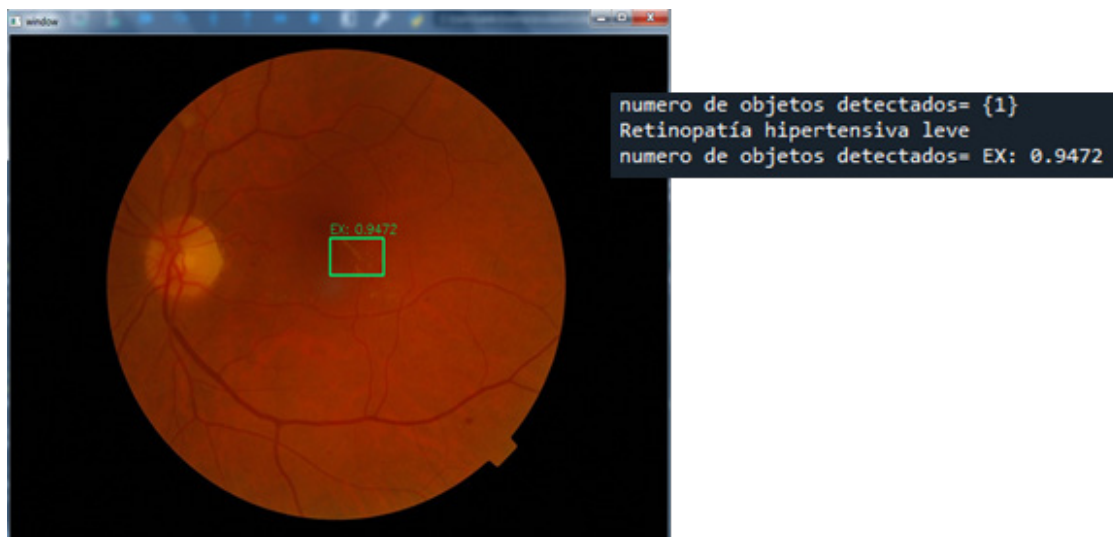 window
EX: 0.9472
numero de objetos detectados= {1}
Retinopatía hipertensiva leve
numero de objetos detectados= EX: 0.9472